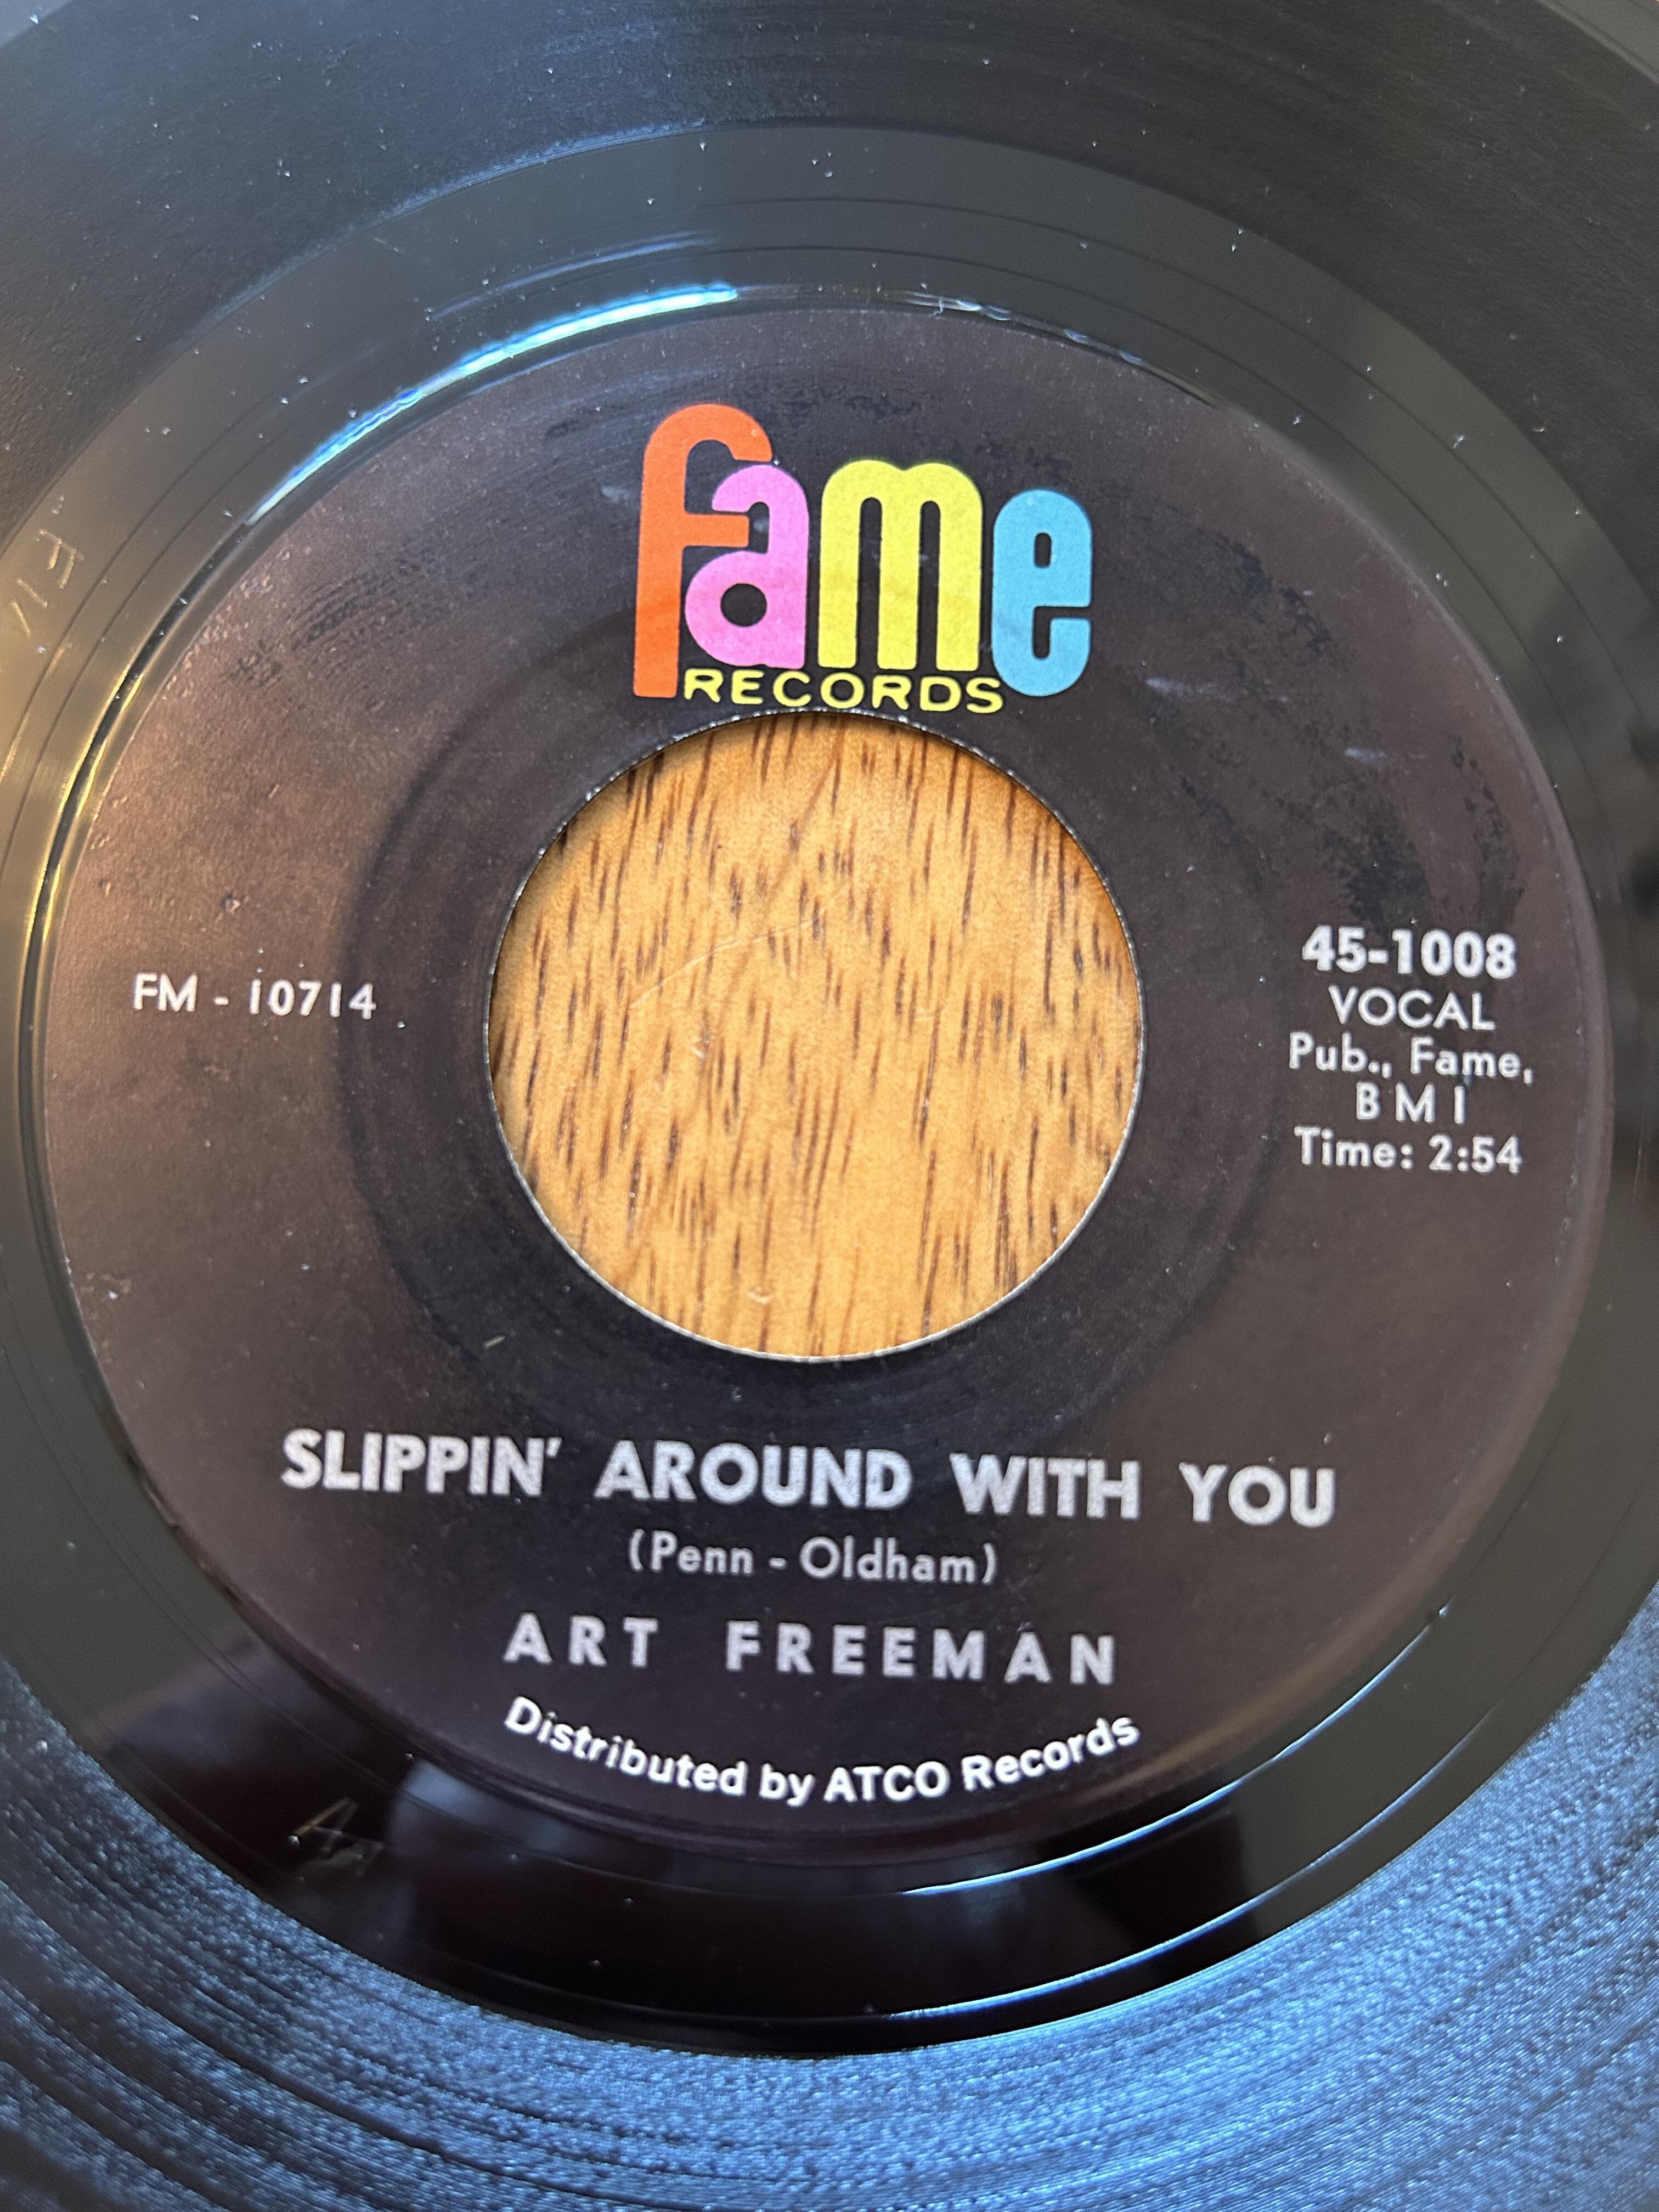 fame
RECORDS
FM - 10714
45-1008
VOCAL
Pub., Fame,
B M I
Time: 2:54
SLIPPIN' AROUND WITH YOU
(Penn - Oldham)
ART FREEMAN
Distributed by ATCO Records